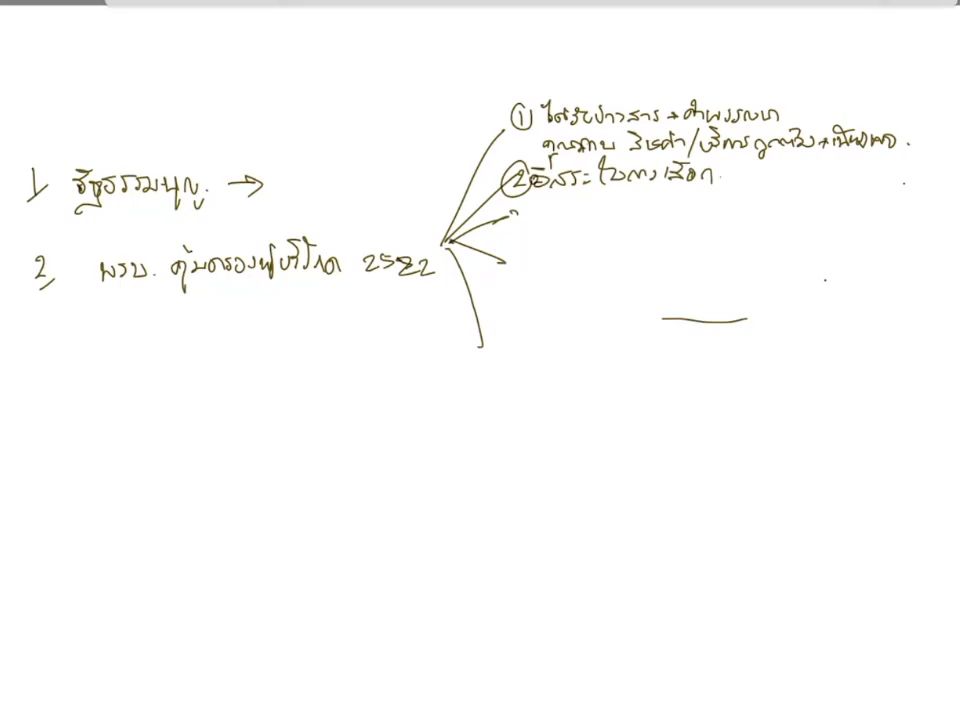 ① ได้รับข่าวสาร + คำพรรณนา
คุณภาพ สินค้า/บริการ ถูกต้อง + เพียงพอ.
1, รัฐธรรมนูญ. →
② อิสระในการเลือก.
2, พรบ. คุ้มครองผู้บริโภค 2522